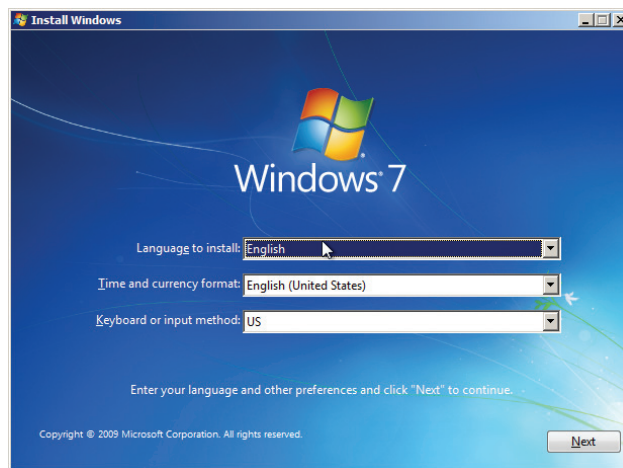 Install Windows
Windows® 7
Language to install: English
Time and currency format: English (United States)
Keyboard or input method: US
Enter your language and other preferences and click "Next" to continue.
Copyright © 2009 Microsoft Corporation. All rights reserved.
Next